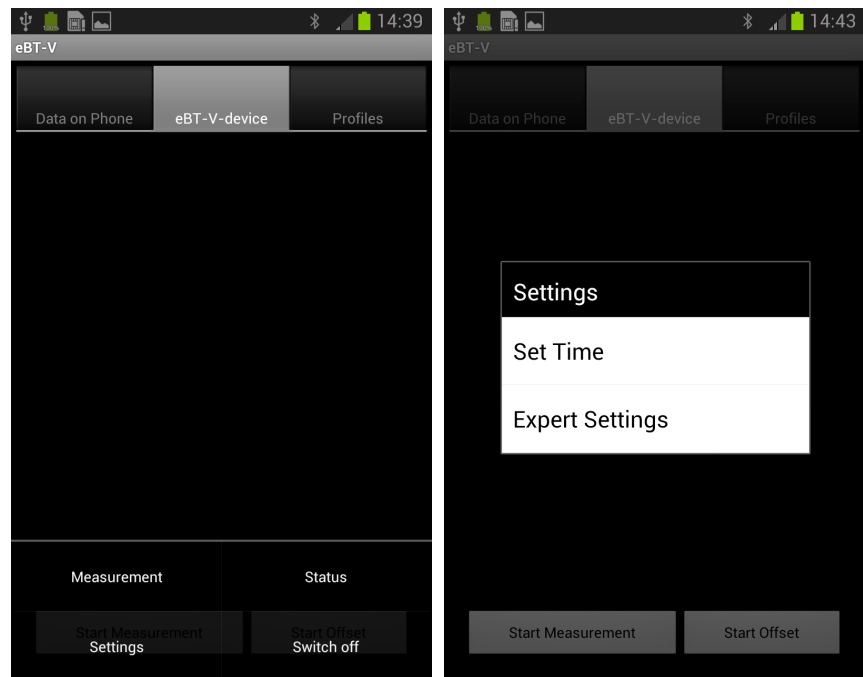 14:39
eBT-V
Data on Phone eBT-V-device Profiles
Measurement Status
Start Measurement Start Offset
Settings Switch off
14:43
eBT-V
Data on Phone eBT-V-device Profiles
Settings
Set Time
Expert Settings
Start Measurement Start Offset